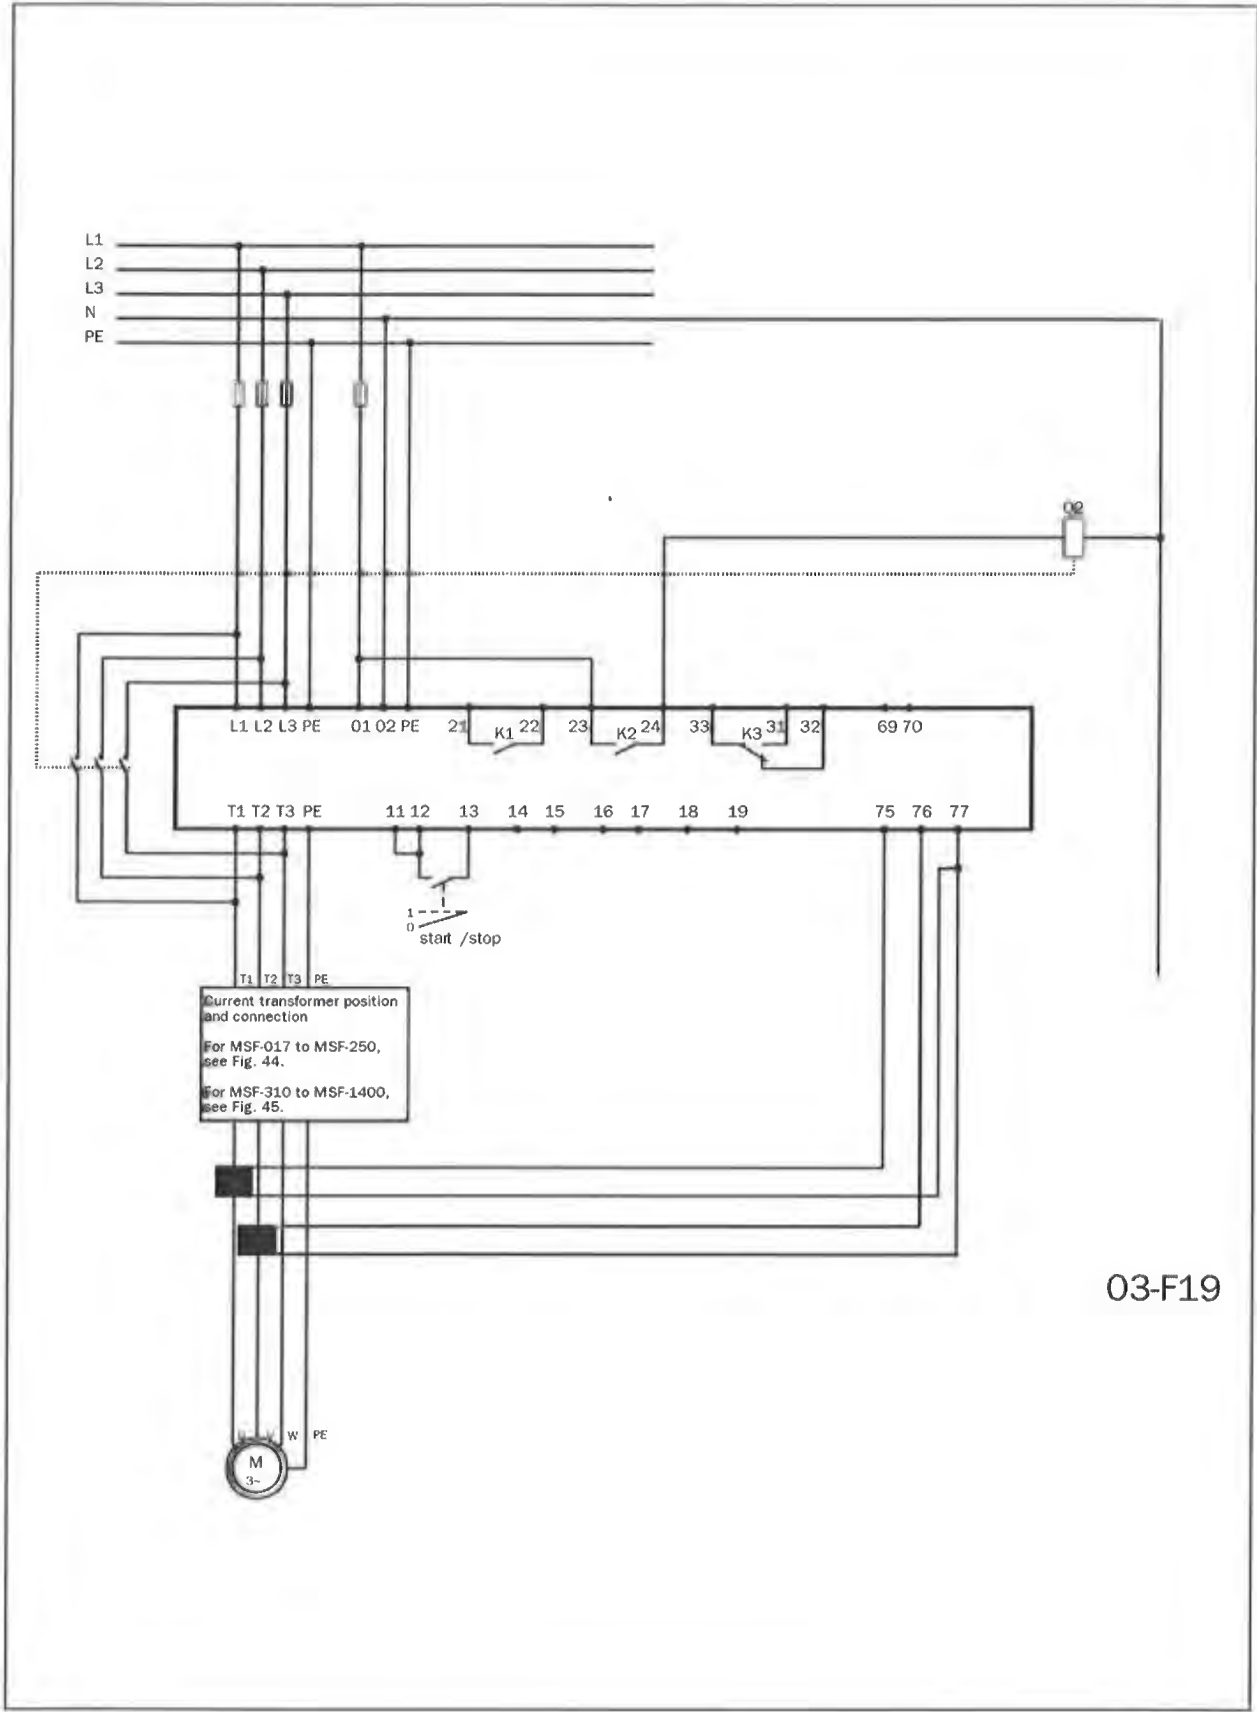 L1
L2
L3
N
PE
02
L1 L2 L3 PE 01 02 PE 21 K1 22 23 K2 24 33 K3 31 32 69 70
T1 T2 T3 PE 11 12 13 14 15 16 17 18 19 75 76 77
1
0
start /stop
T1 T2 T3 PE
Current transformer position
and connection
For MSF-017 to MSF-250,
see Fig. 44.
For MSF-310 to MSF-1400,
see Fig. 45.
03-F19
W PE
M
3~